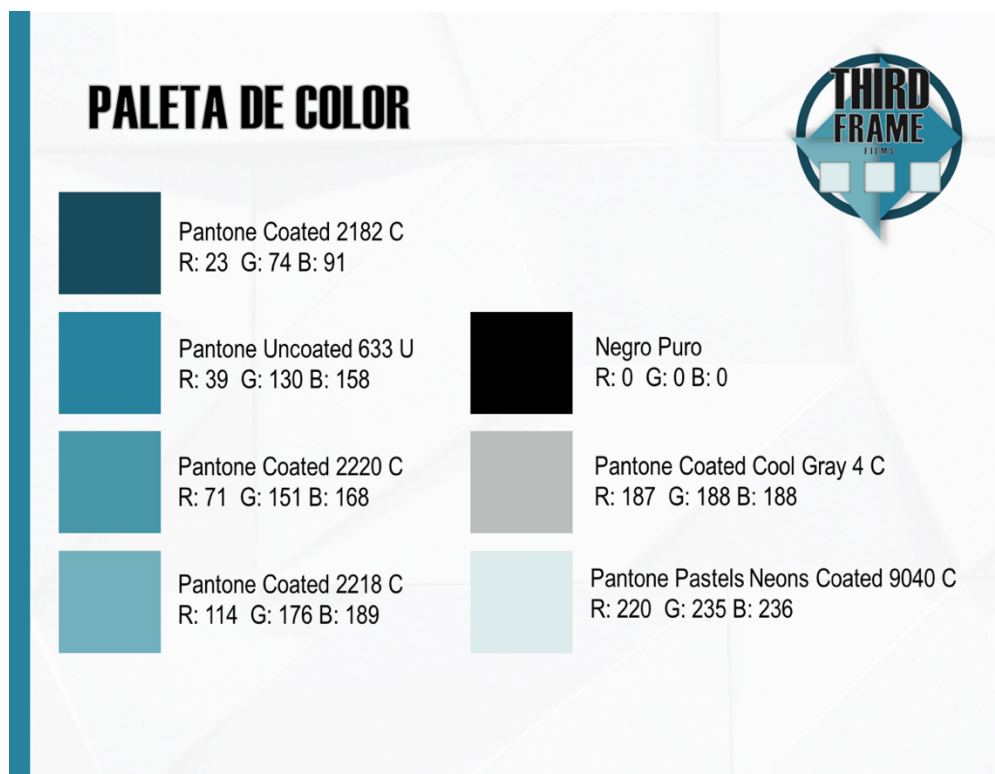 PALETA DE COLOR
THIRD
FRAME
FILMS
Pantone Coated 2182 C
R: 23 G: 74 B: 91
Pantone Uncoated 633 U
R: 39 G: 130 B: 158
Pantone Coated 2220 C
R: 71 G: 151 B: 168
Pantone Coated 2218 C
R: 114 G: 176 B: 189
Negro Puro
R: 0 G: 0 B: 0
Pantone Coated Cool Gray 4 C
R: 187 G: 188 B: 188
Pantone Pastels Neons Coated 9040 C
R: 220 G: 235 B: 236